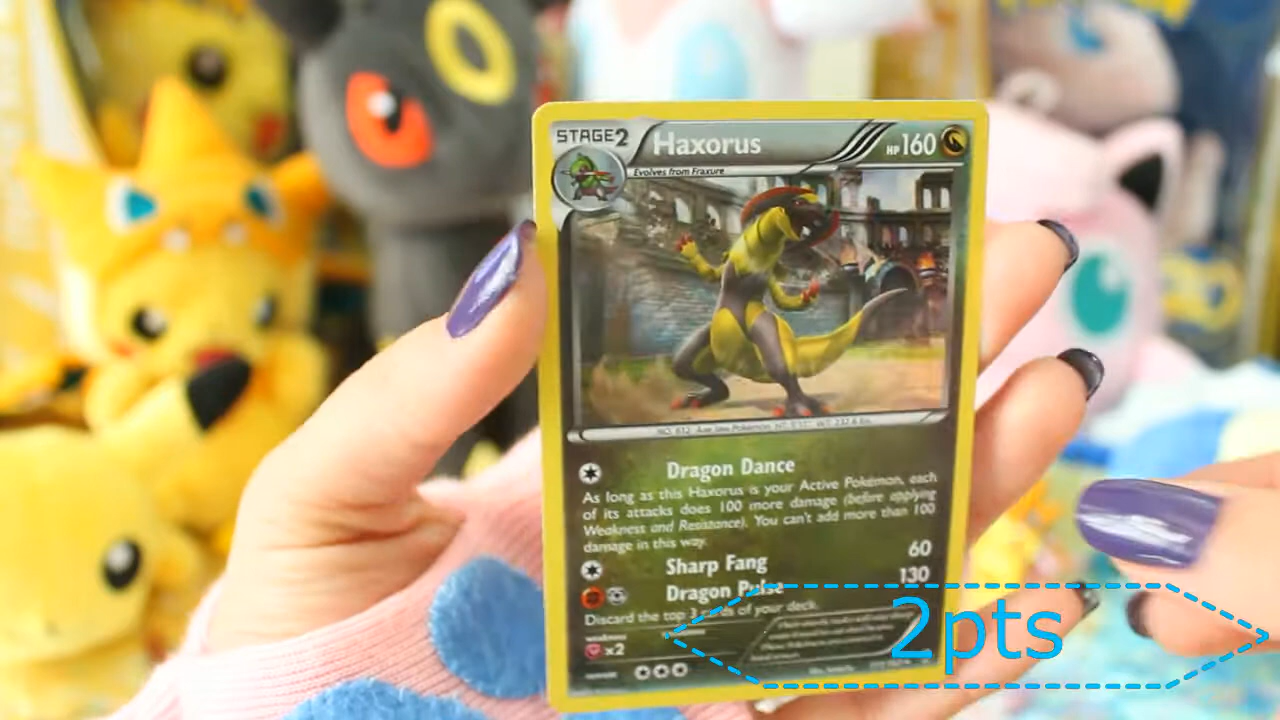 STAGE2 Haxorus HP160
Evolves from Fraxure
Dragon Dance
As long as this Haxorus is your Active Pokémon, each
of its attacks does 100 more damage (before applying
Weakness and Resistance). You can't add more than 100
damage in this way.
Sharp Fang 60
Dragon Pulse 130
Discard the top 3 cards of your deck.
weakness
x2
2pts